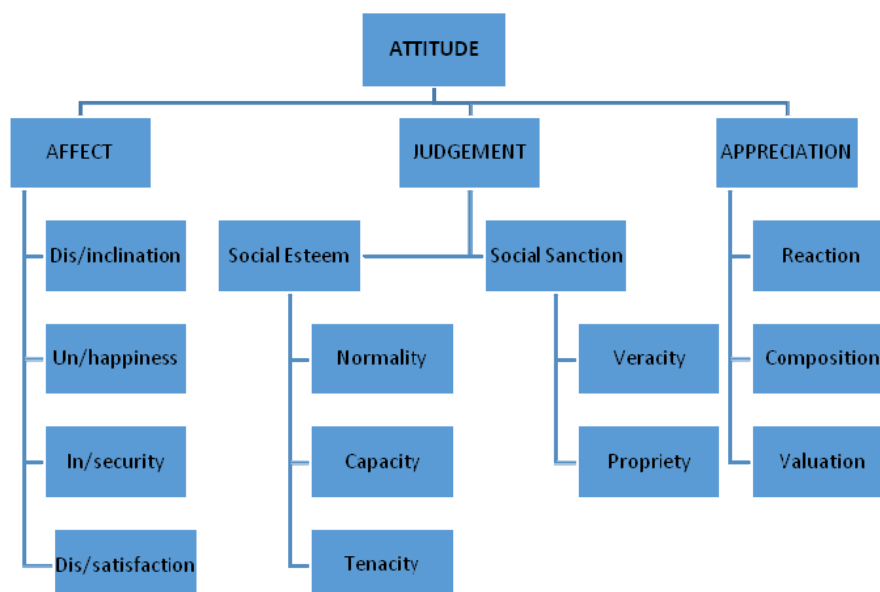 ATTITUDE
AFFECT
JUDGEMENT
APPRECIATION
Dis/inclination
Social Esteem
Social Sanction
Reaction
Un/happiness
Normality
Veracity
Composition
In/security
Capacity
Propriety
Valuation
Dis/satisfaction
Tenacity